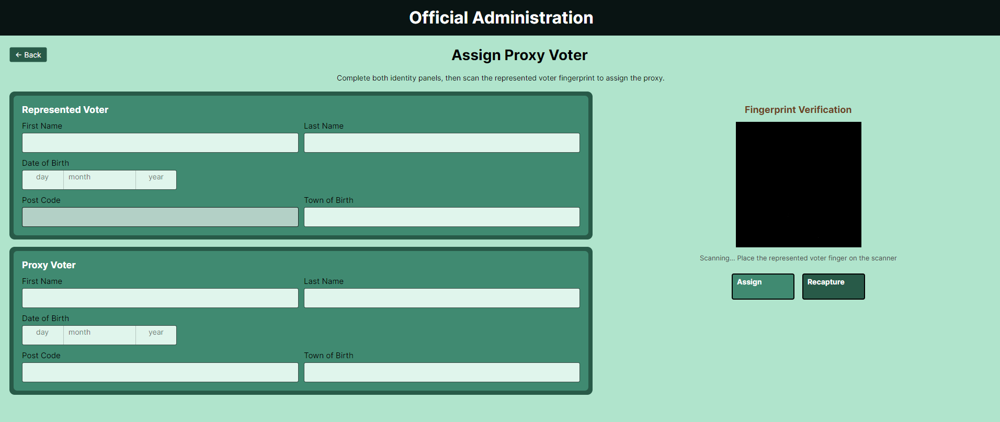 Official Administration
← Back
Assign Proxy Voter
Complete both identity panels, then scan the represented voter fingerprint to assign the proxy.
Represented Voter
First Name
Last Name
Date of Birth
day month year
Post Code
Town of Birth
Proxy Voter
First Name
Last Name
Date of Birth
day month year
Post Code
Town of Birth
Fingerprint Verification
Scanning... Place the represented voter finger on the scanner
Assign
Recapture